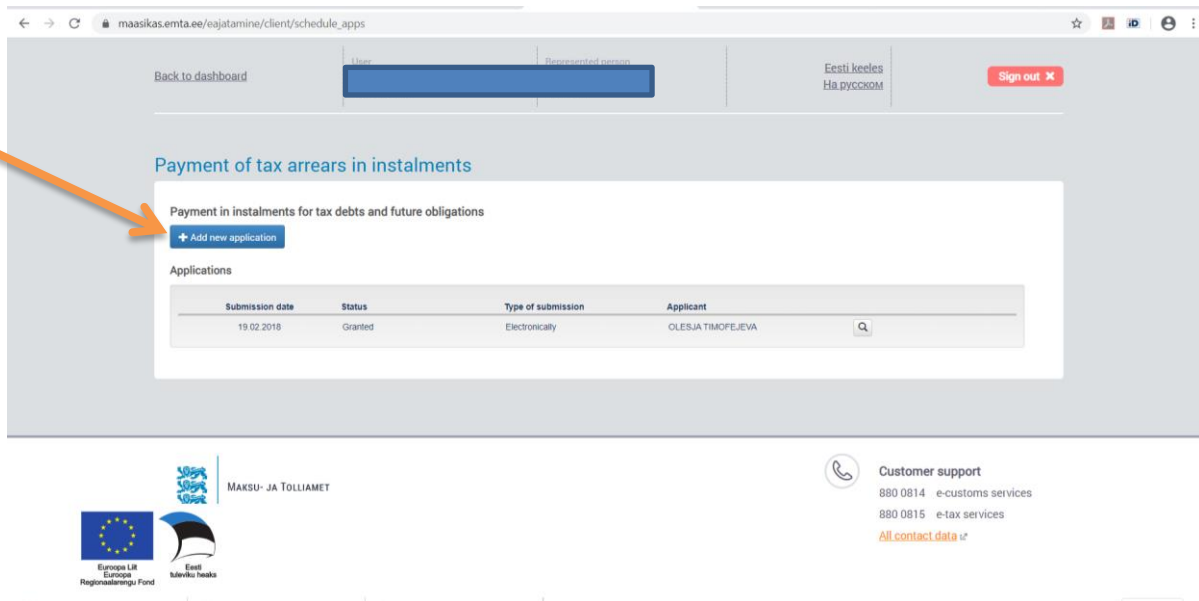 maasikas.emta.ee/eajatamine/client/schedule_apps
Back to dashboard
User
Represented person
Eesti keeles
На русском
Sign out ×
Payment of tax arrears in instalments
Payment in instalments for tax debts and future obligations
+ Add new application
Applications
Submission date Status Type of submission Applicant
19.02.2018 Granted Electronically OLESJA TIMOFEJEVA
MAKSU- JA TOLLIAMET
Customer support
880 0814 e-customs services
880 0815 e-tax services
All contact data
Euroopa Liit
Euroopa
Regionaalarengu Fond
Eesti
tuleviku heaks